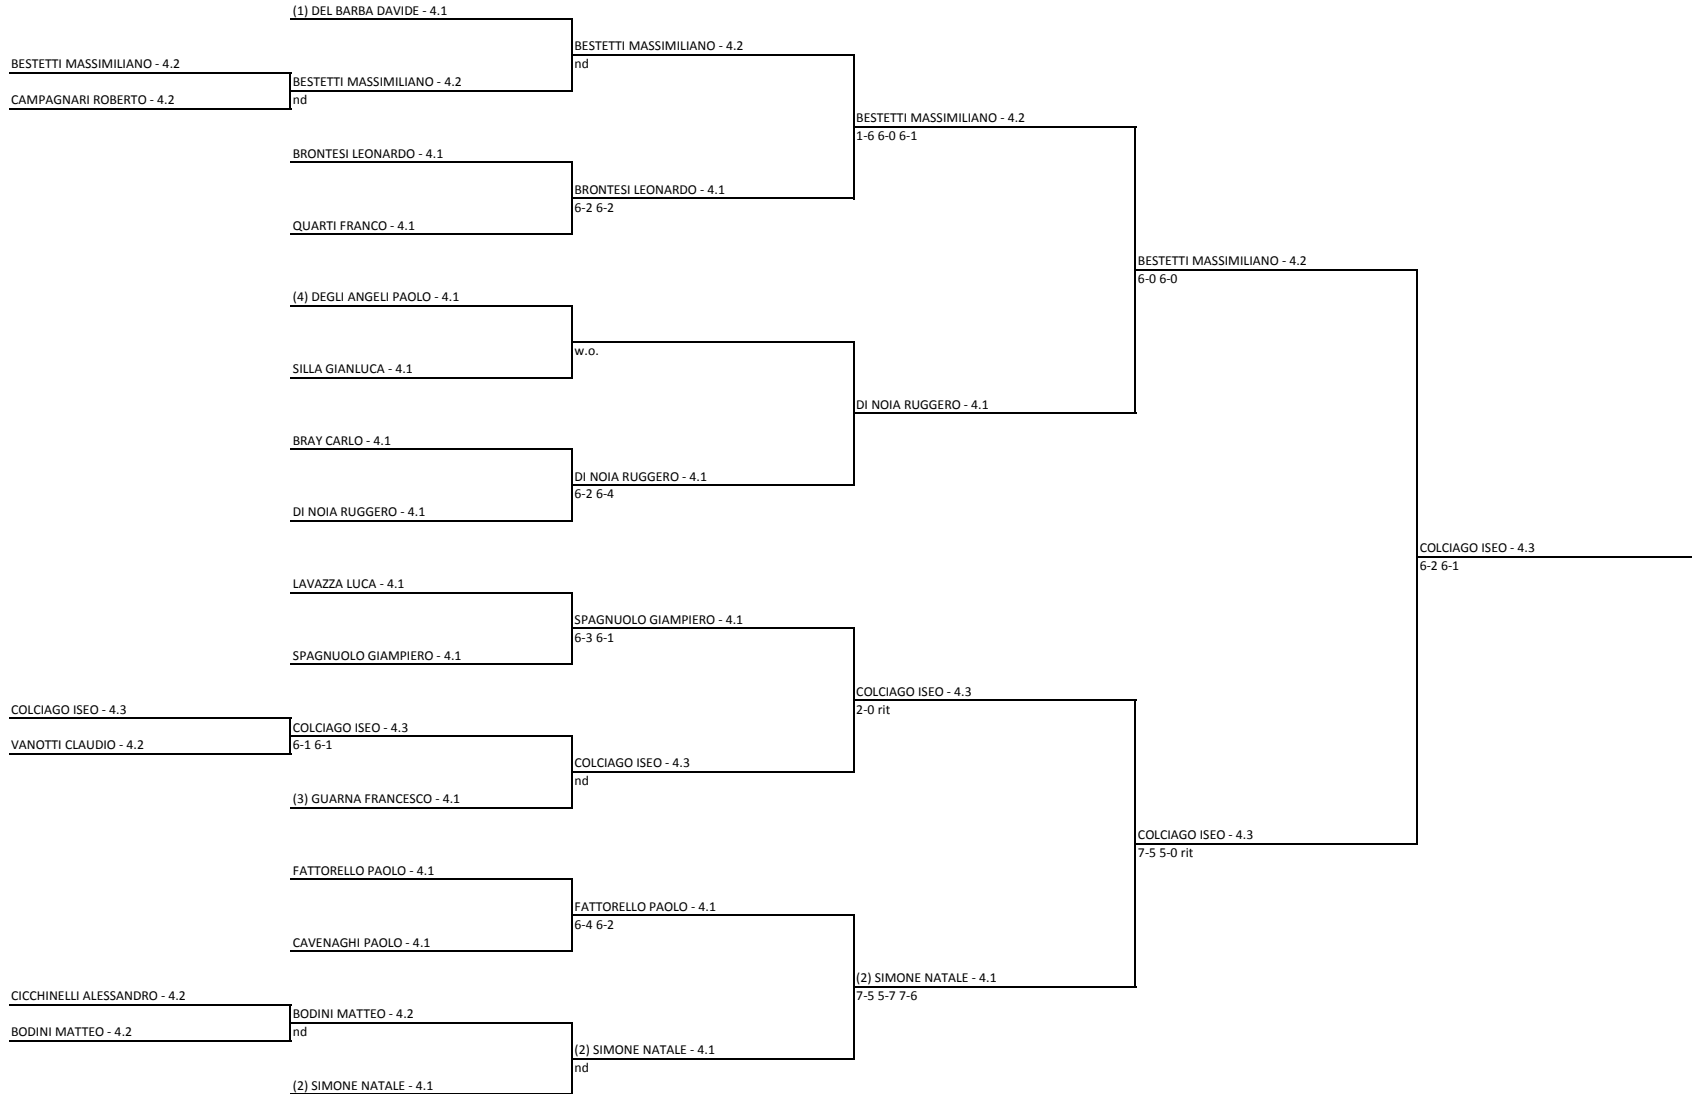 (1) DEL BARBA DAVIDE - 4.1
BESTETTI MASSIMILIANO - 4.2
nd
BESTETTI MASSIMILIANO - 4.2
BESTETTI MASSIMILIANO - 4.2
nd
CAMPAGNARI ROBERTO - 4.2
BESTETTI MASSIMILIANO - 4.2
1-6 6-0 6-1
BRONTESI LEONARDO - 4.1
BRONTESI LEONARDO - 4.1
6-2 6-2
QUARTI FRANCO - 4.1
BESTETTI MASSIMILIANO - 4.2
6-0 6-0
(4) DEGLI ANGELI PAOLO - 4.1
w.o.
SILLA GIANLUCA - 4.1
DI NOIA RUGGERO - 4.1
BRAY CARLO - 4.1
DI NOIA RUGGERO - 4.1
6-2 6-4
DI NOIA RUGGERO - 4.1
COLCIAGO ISEO - 4.3
6-2 6-1
LAVAZZA LUCA - 4.1
SPAGNUOLO GIAMPIERO - 4.1
6-3 6-1
SPAGNUOLO GIAMPIERO - 4.1
COLCIAGO ISEO - 4.3
2-0 rit
COLCIAGO ISEO - 4.3
COLCIAGO ISEO - 4.3
6-1 6-1
VANOTTI CLAUDIO - 4.2
COLCIAGO ISEO - 4.3
nd
(3) GUARNA FRANCESCO - 4.1
COLCIAGO ISEO - 4.3
7-5 5-0 rit
FATTORELLO PAOLO - 4.1
FATTORELLO PAOLO - 4.1
6-4 6-2
CAVENAGHI PAOLO - 4.1
(2) SIMONE NATALE - 4.1
7-5 5-7 7-6
CICCHINELLI ALESSANDRO - 4.2
BODINI MATTEO - 4.2
nd
BODINI MATTEO - 4.2
(2) SIMONE NATALE - 4.1
nd
(2) SIMONE NATALE - 4.1